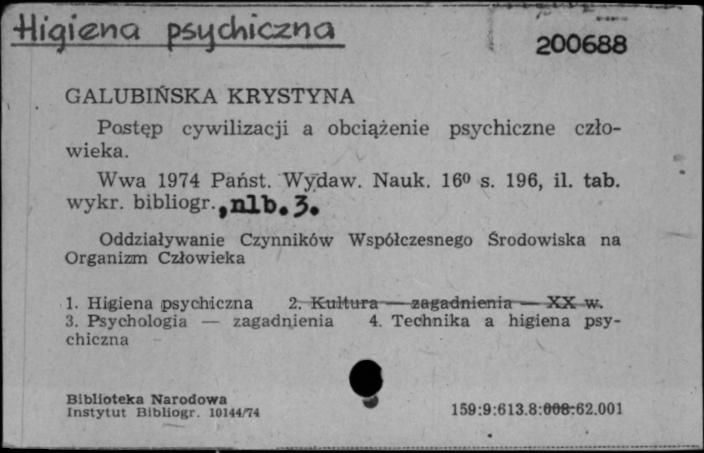 Higiena psychiczna
200688
GALUBIŃSKA KRYSTYNA
Postęp cywilizacji a obciążenie psychiczne czło-
wieka.
Wwa 1974 Państ. Wydaw. Nauk. 16º s. 196, il. tab.
wykr. bibliogr., nlb. 3.
Oddziaływanie Czynników Współczesnego Środowiska na
Organizm Człowieka
1. Higiena psychiczna 2. Kultura — zagadnienia — XX w.
3. Psychologia — zagadnienia 4. Technika a higiena psy-
chiczna
Biblioteka Narodowa
Instytut Bibliogr. 10144/74
159:9:613.8:008:62.001